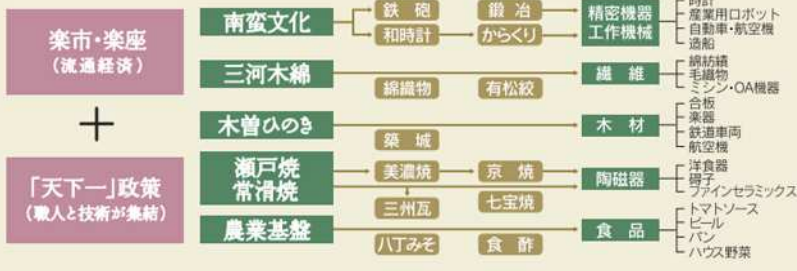 楽市・楽座
(流通経済)
＋
「天下一」政策
(職人と技術が集結)
南蛮文化
鉄 砲
鍛 冶
和時計
からくり
精密機器
工作機械
時計
産業用ロボット
自動車・航空機
造船
三河木綿
綿織物
有松絞
繊 維
綿紡績
毛織物
ミシン・OA機器
木曽ひのき
築 城
木 材
合板
楽器
鉄道車両
航空機
瀬戸焼
常滑焼
美濃焼
京 焼
三州瓦
七宝焼
陶磁器
洋食器
碍子
ファインセラミックス
農業基盤
八丁みそ
食 酢
食 品
トマトソース
ビール
パン
ハウス野菜